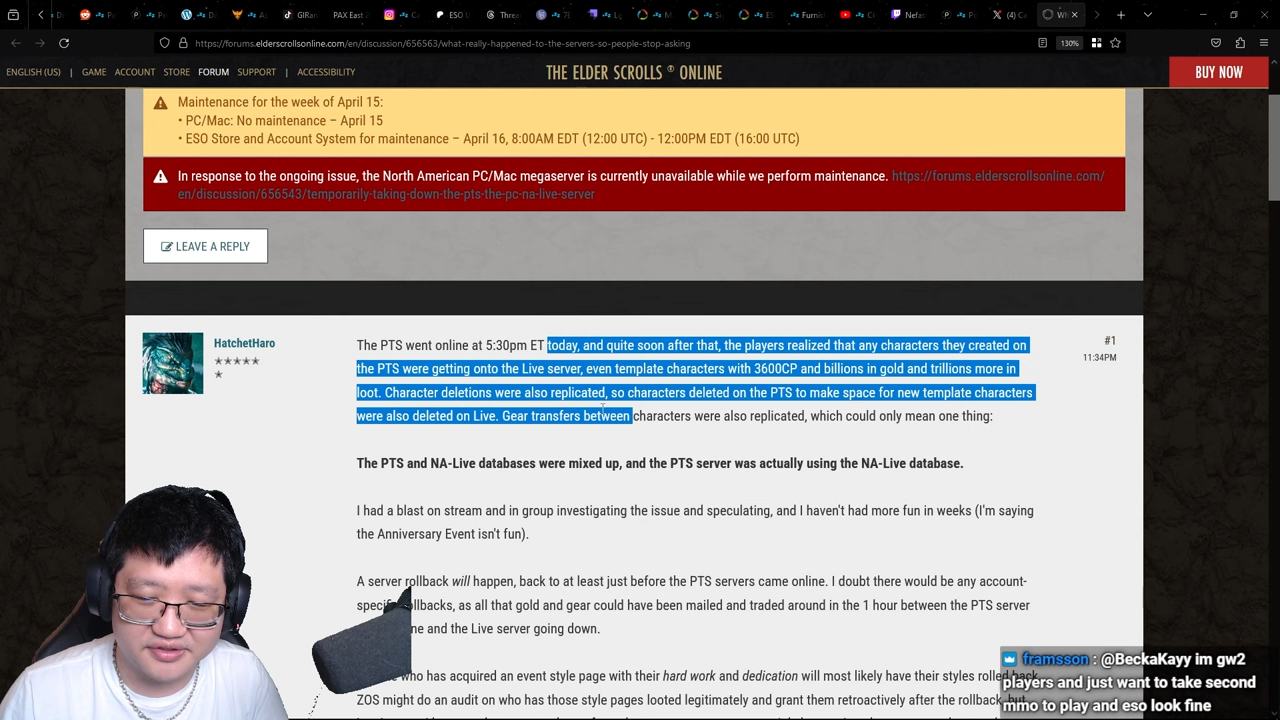 GIRan
PAX East
ESO U
Threa
Furnish
Nefas
https://forums.elderscrollsonline.com/en/discussion/656563/what-really-happened-to-the-servers-so-people-stop-asking
130%
ENGLISH (US) | GAME ACCOUNT STORE FORUM SUPPORT | ACCESSIBILITY
THE ELDER SCROLLS ® ONLINE
BUY NOW
Maintenance for the week of April 15:
• PC/Mac: No maintenance – April 15
• ESO Store and Account System for maintenance – April 16, 8:00AM EDT (12:00 UTC) - 12:00PM EDT (16:00 UTC)
In response to the ongoing issue, the North American PC/Mac megaserver is currently unavailable while we perform maintenance. https://forums.elderscrollsonline.com/
en/discussion/656543/temporarily-taking-down-the-pts-the-pc-na-live-server
LEAVE A REPLY
HatchetHaro
#1
11:34PM
The PTS went online at 5:30pm ET today, and quite soon after that, the players realized that any characters they created on
the PTS were getting onto the Live server, even template characters with 3600CP and billions in gold and trillions more in
loot. Character deletions were also replicated, so characters deleted on the PTS to make space for new template characters
were also deleted on Live. Gear transfers between characters were also replicated, which could only mean one thing:
The PTS and NA-Live databases were mixed up, and the PTS server was actually using the NA-Live database.
I had a blast on stream and in group investigating the issue and speculating, and I haven't had more fun in weeks (I'm saying
the Anniversary Event isn't fun).
A server rollback will happen, back to at least just before the PTS servers came online. I doubt there would be any account-
specif ollbacks, as all that gold and gear could have been mailed and traded around in the 1 hour between the PTS server
ne and the Live server going down.
who has acquired an event style page with their hard work and dedication will most likely have their styles rolled
ZOS might do an audit on who has those style pages looted legitimately and grant them retroactively after the rollback, but
framsson : @BeckaKayy im gw2
players and just want to take second
mmo to play and eso look fine